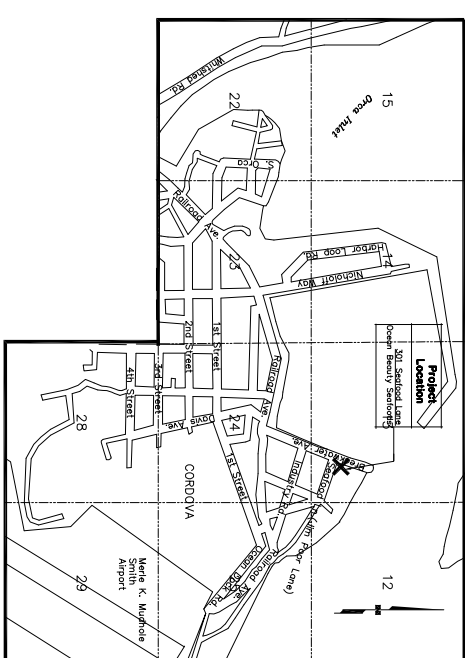 Whitshed Rd.
15
Orca Inlet
22
S. Orca
Railroad
Ave.
23
14
Harbor Loop Rd
Nicholoff Way
1st Street
2nd Street
3rd Street
4th Street
Railroad
Ave.
Project
Location
301 Seafood Lane
Ocean Beauty Seafoods
Breakwater Ave.
Seafood Ln
(Jim Poor Lane)
Industry Rd.
24
Davis Ave.
1st Street
28
CORDOVA
Railroad
Ave.
Ocean Dock Rd.
Merle K. Mudhole
Smith
Airport
29
12